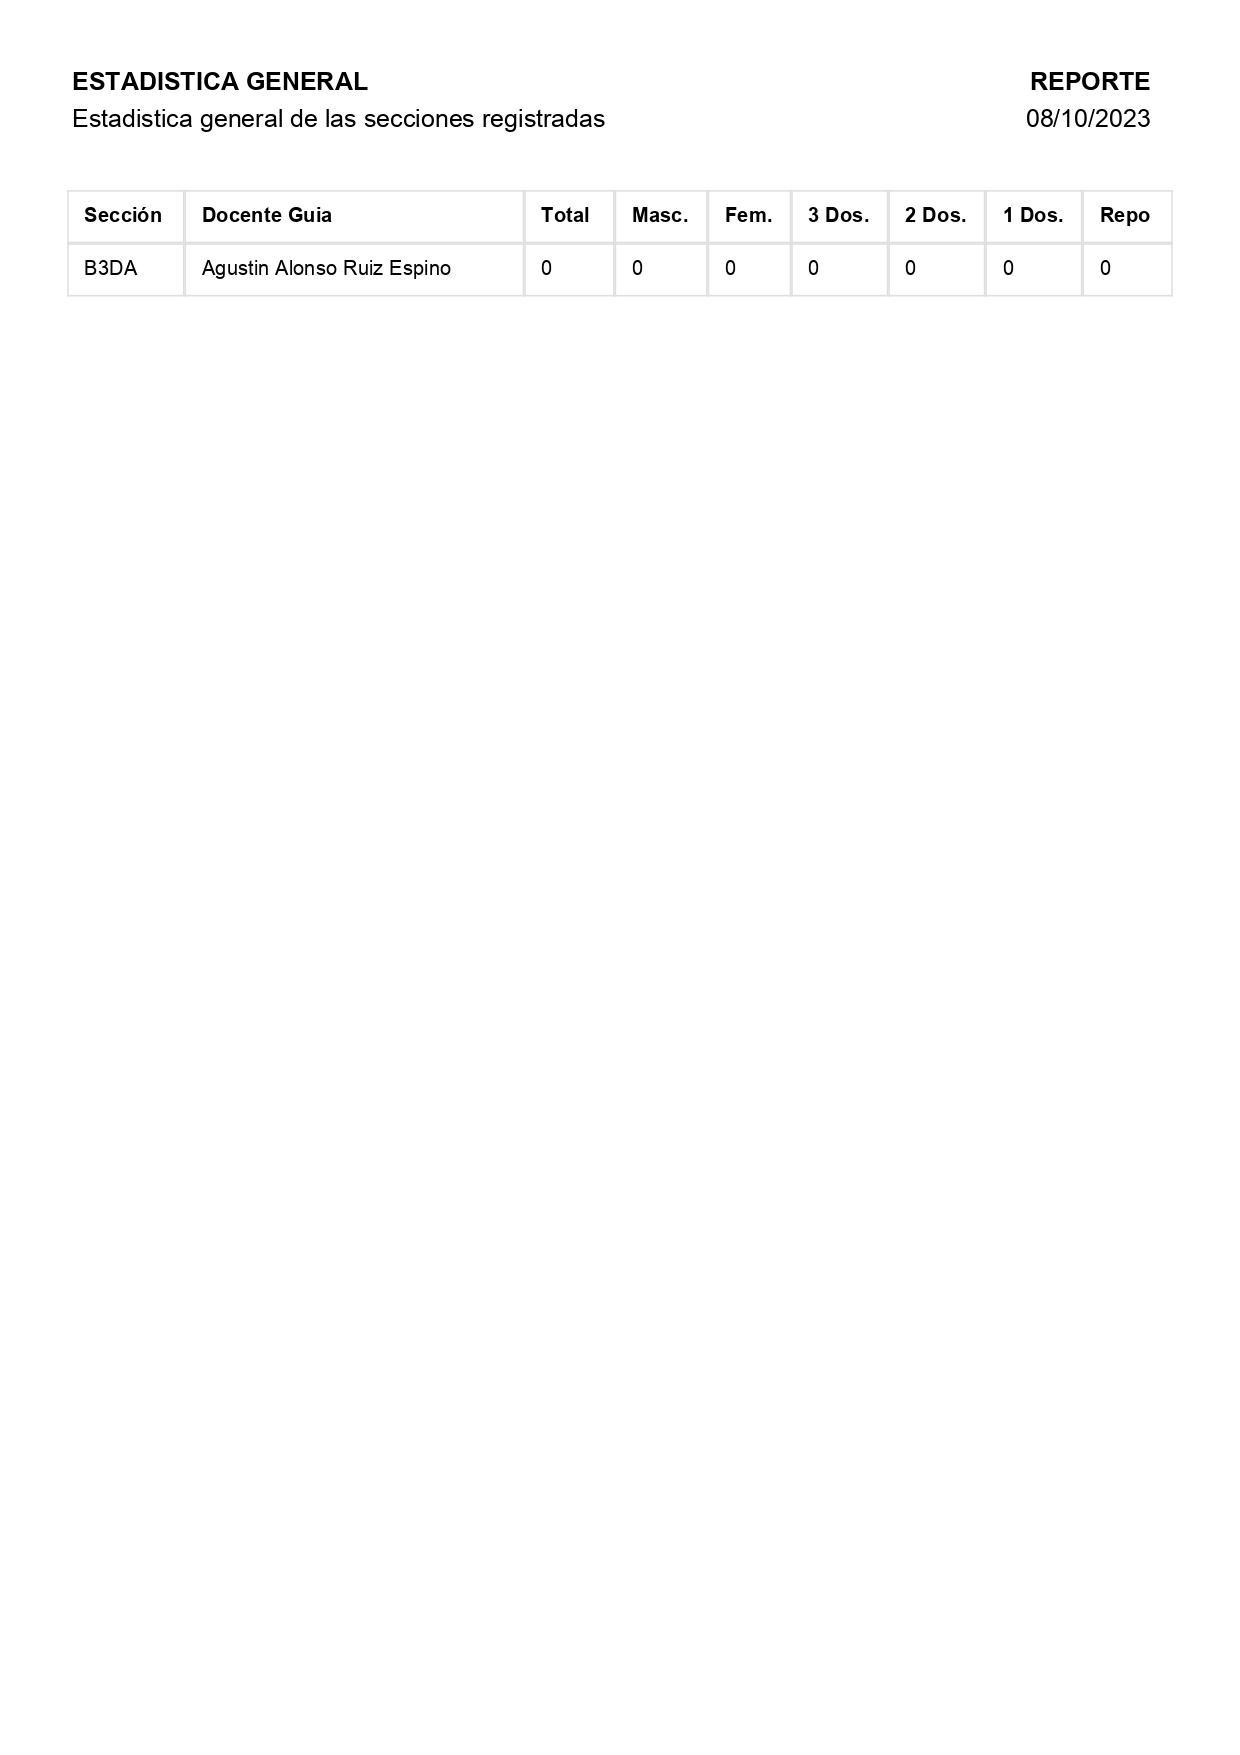 ESTADISTICA GENERAL REPORTE
Estadistica general de las secciones registradas 08/10/2023
Sección Docente Guia Total Masc. Fem. 3 Dos. 2 Dos. 1 Dos. Repo
B3DA Agustin Alonso Ruiz Espino 0 0 0 0 0 0 0